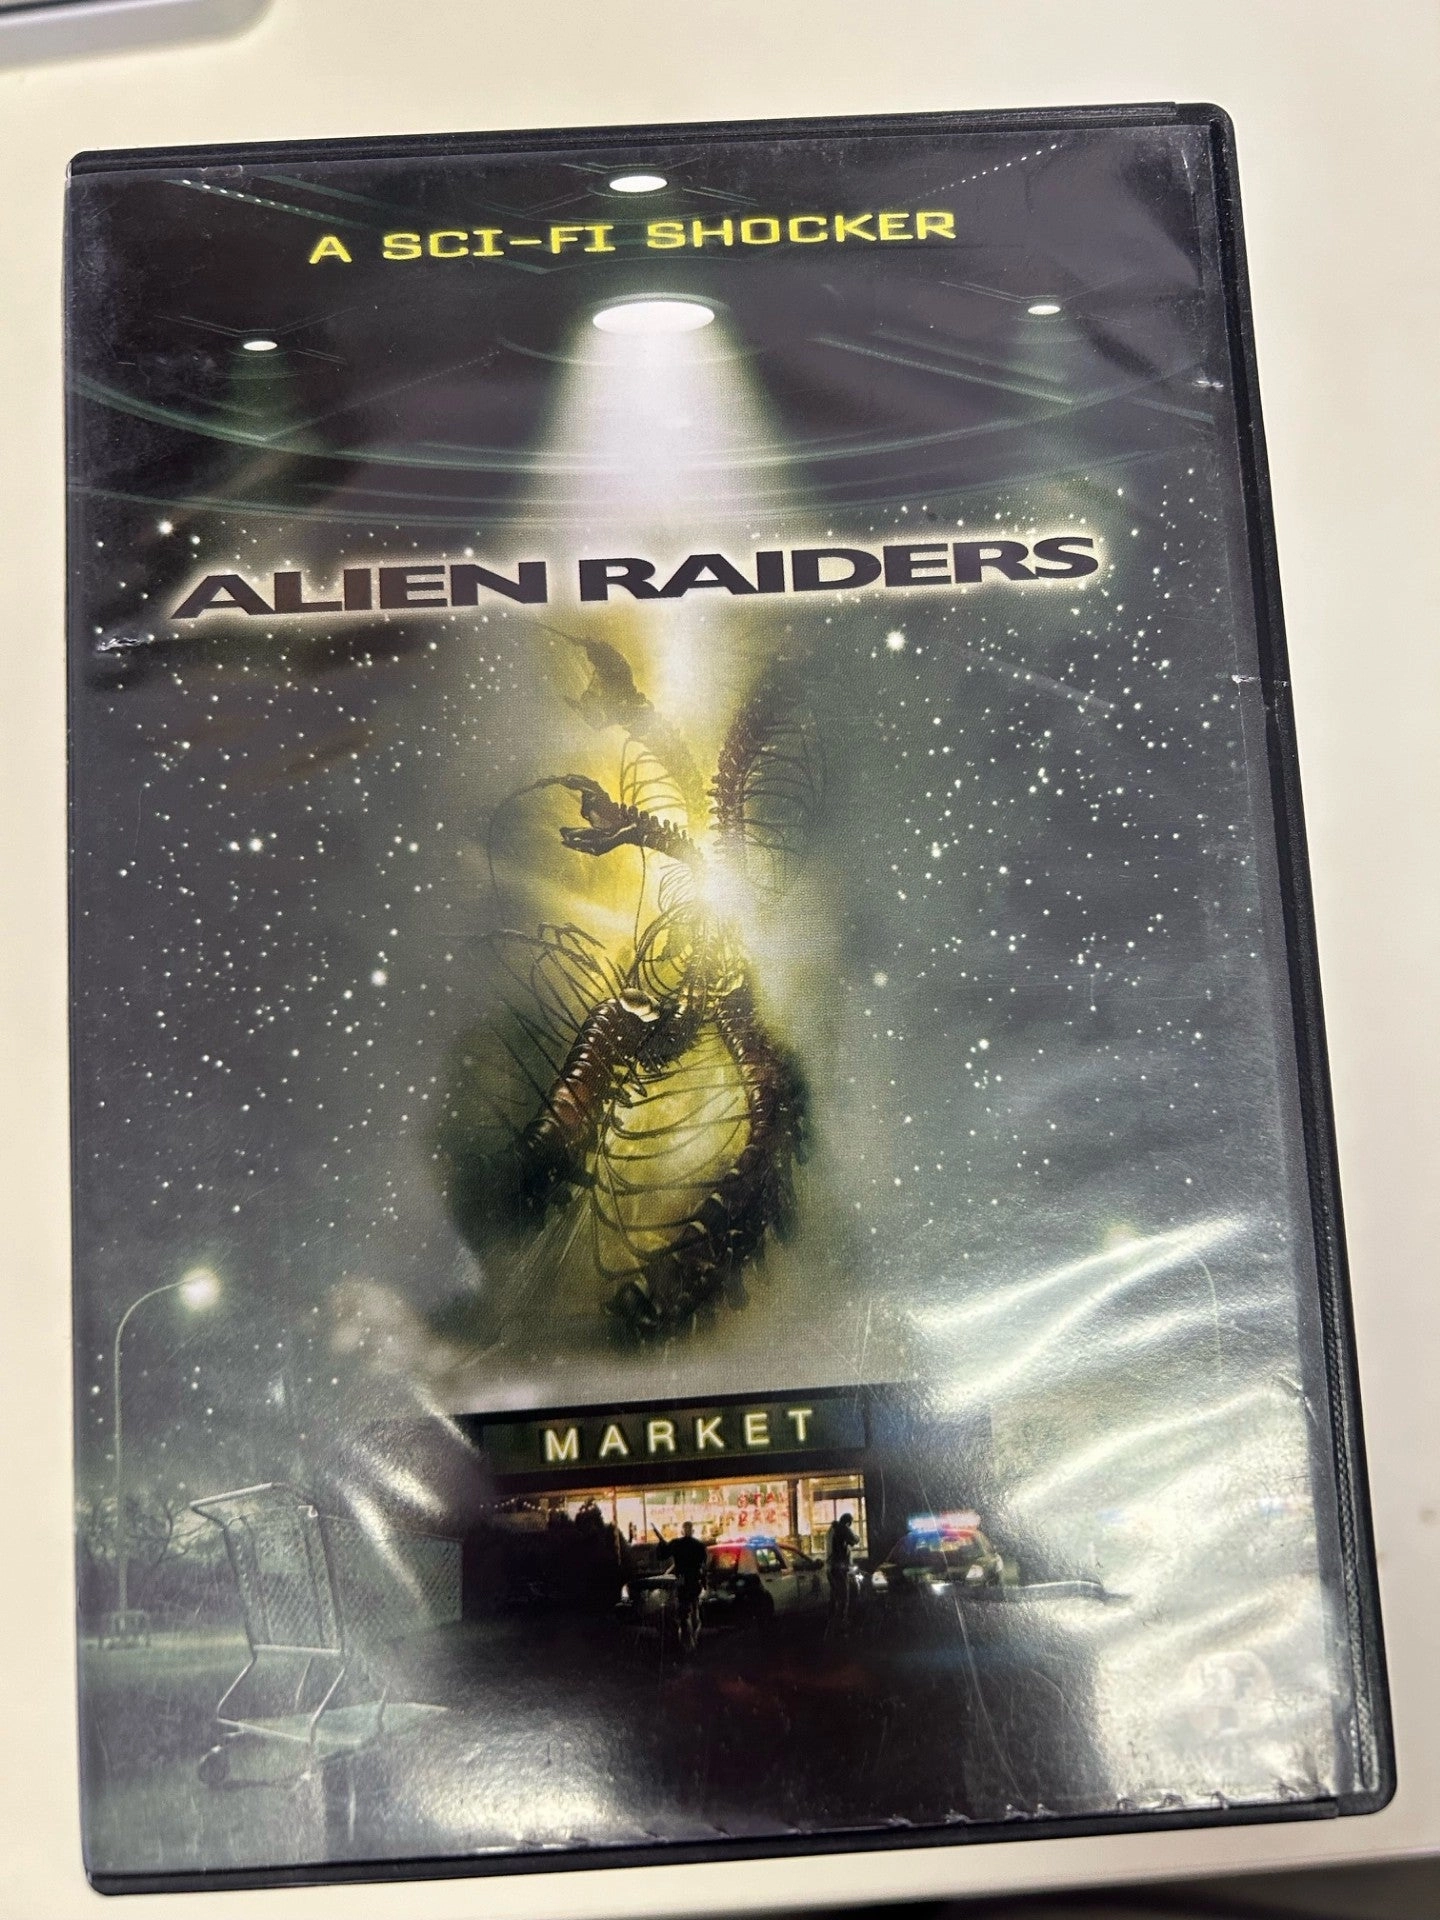 A SCI-FI SHOCKER
ALIEN RAIDERS
MARKET